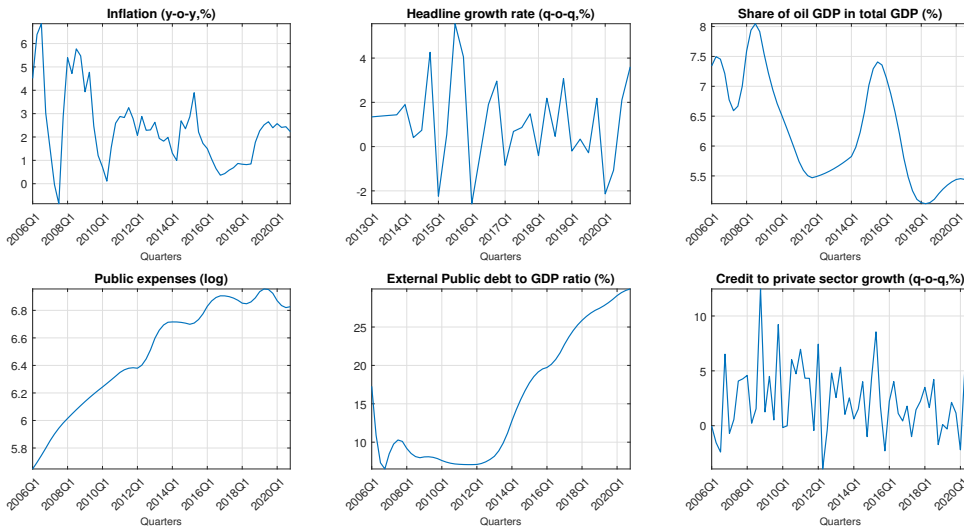 Inflation (y-o-y,%)
6
5
4
3
2
1
0
2006Q1
2008Q1
2010Q1
2012Q1
2014Q1
2016Q1
2018Q1
2020Q1
Quarters
Headline growth rate (q-o-q,%)
4
2
0
-2
2013Q1
2014Q1
2015Q1
2016Q1
2017Q1
2018Q1
2019Q1
2020Q1
Quarters
Share of oil GDP in total GDP (%)
8
7.5
7
6.5
6
5.5
2006Q1
2008Q1
2010Q1
2012Q1
2014Q1
2016Q1
2018Q1
2020Q1
Quarters
Public expenses (log)
6.8
6.6
6.4
6.2
6
5.8
2006Q1
2008Q1
2010Q1
2012Q1
2014Q1
2016Q1
2018Q1
2020Q1
Quarters
External Public debt to GDP ratio (%)
25
20
15
10
2006Q1
2008Q1
2010Q1
2012Q1
2014Q1
2016Q1
2018Q1
2020Q1
Quarters
Credit to private sector growth (q-o-q,%)
10
5
0
2006Q1
2008Q1
2010Q1
2012Q1
2014Q1
2016Q1
2018Q1
2020Q1
Quarters